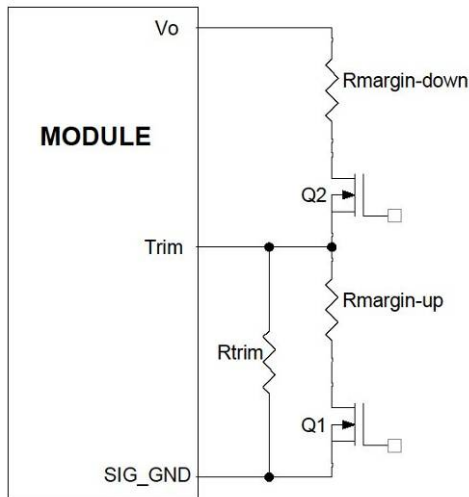 Vo
Rmargin-down
MODULE
Q2
Trim
Rmargin-up
Rtrim
Q1
SIG_GND